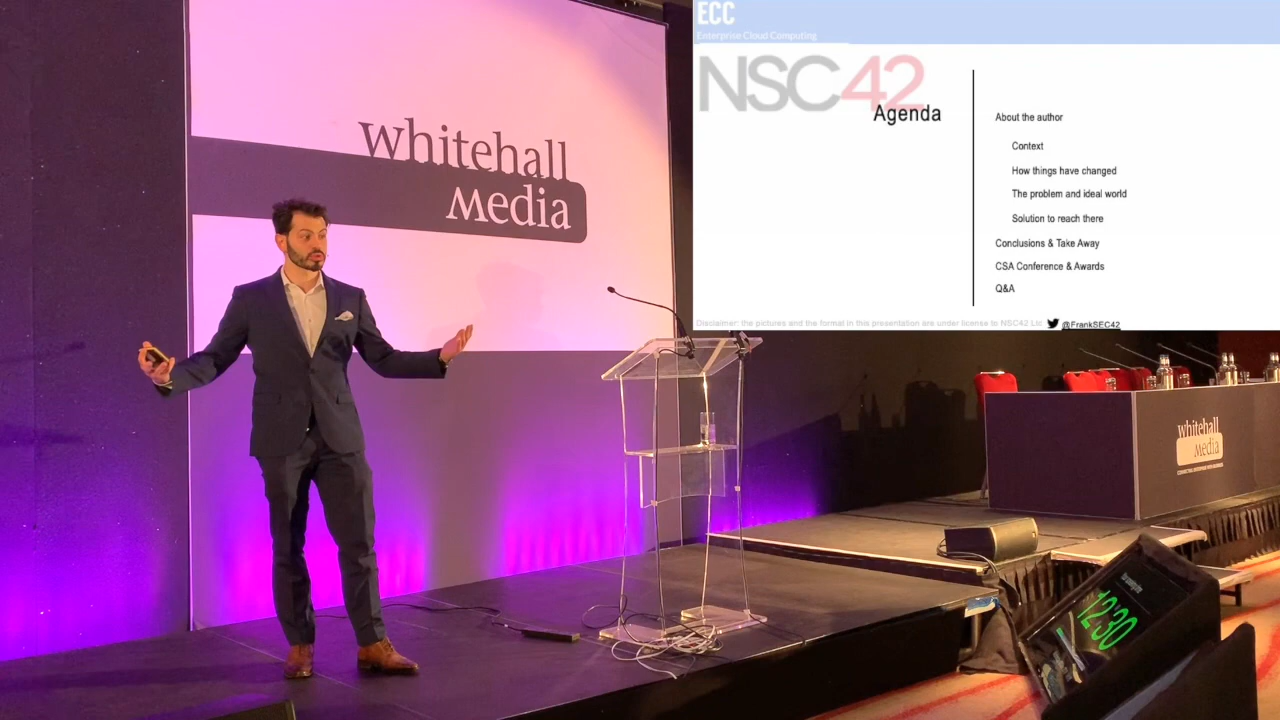 whitehall
media
ECC
Enterprise Cloud Computing
NSC42
Agenda
About the author
Context
How things have changed
The problem and ideal world
Solution to reach there
Conclusions & Take Away
CSA Conference & Awards
Q&A
Disclaimer: the pictures and the format in this presentation are under license to NSC42 Ltd
@FrankSEC42
whitehall
media
12:30